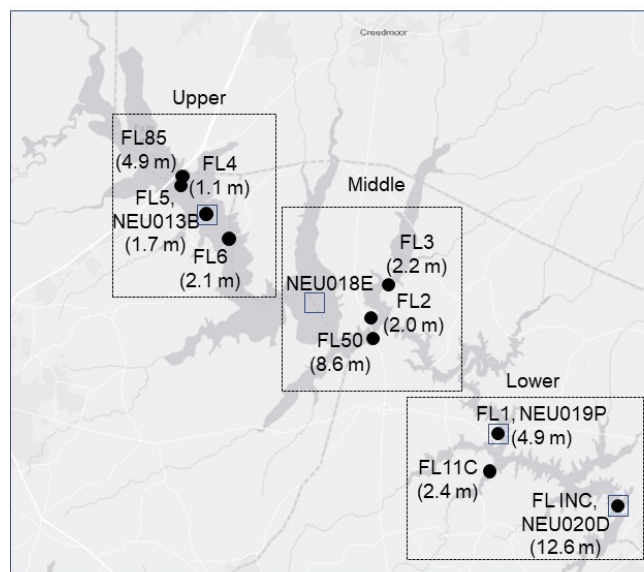 Creedmoor
Upper
FL85
(4.9 m)
FL4
(1.1 m)
FL5,
NEU013B
(1.7 m)
FL6
(2.1 m)
Middle
FL3
(2.2 m)
NEU018E
FL2
(2.0 m)
FL50
(8.6 m)
Lower
FL1, NEU019P
(4.9 m)
FL11C
(2.4 m)
FL INC,
NEU020D
(12.6 m)